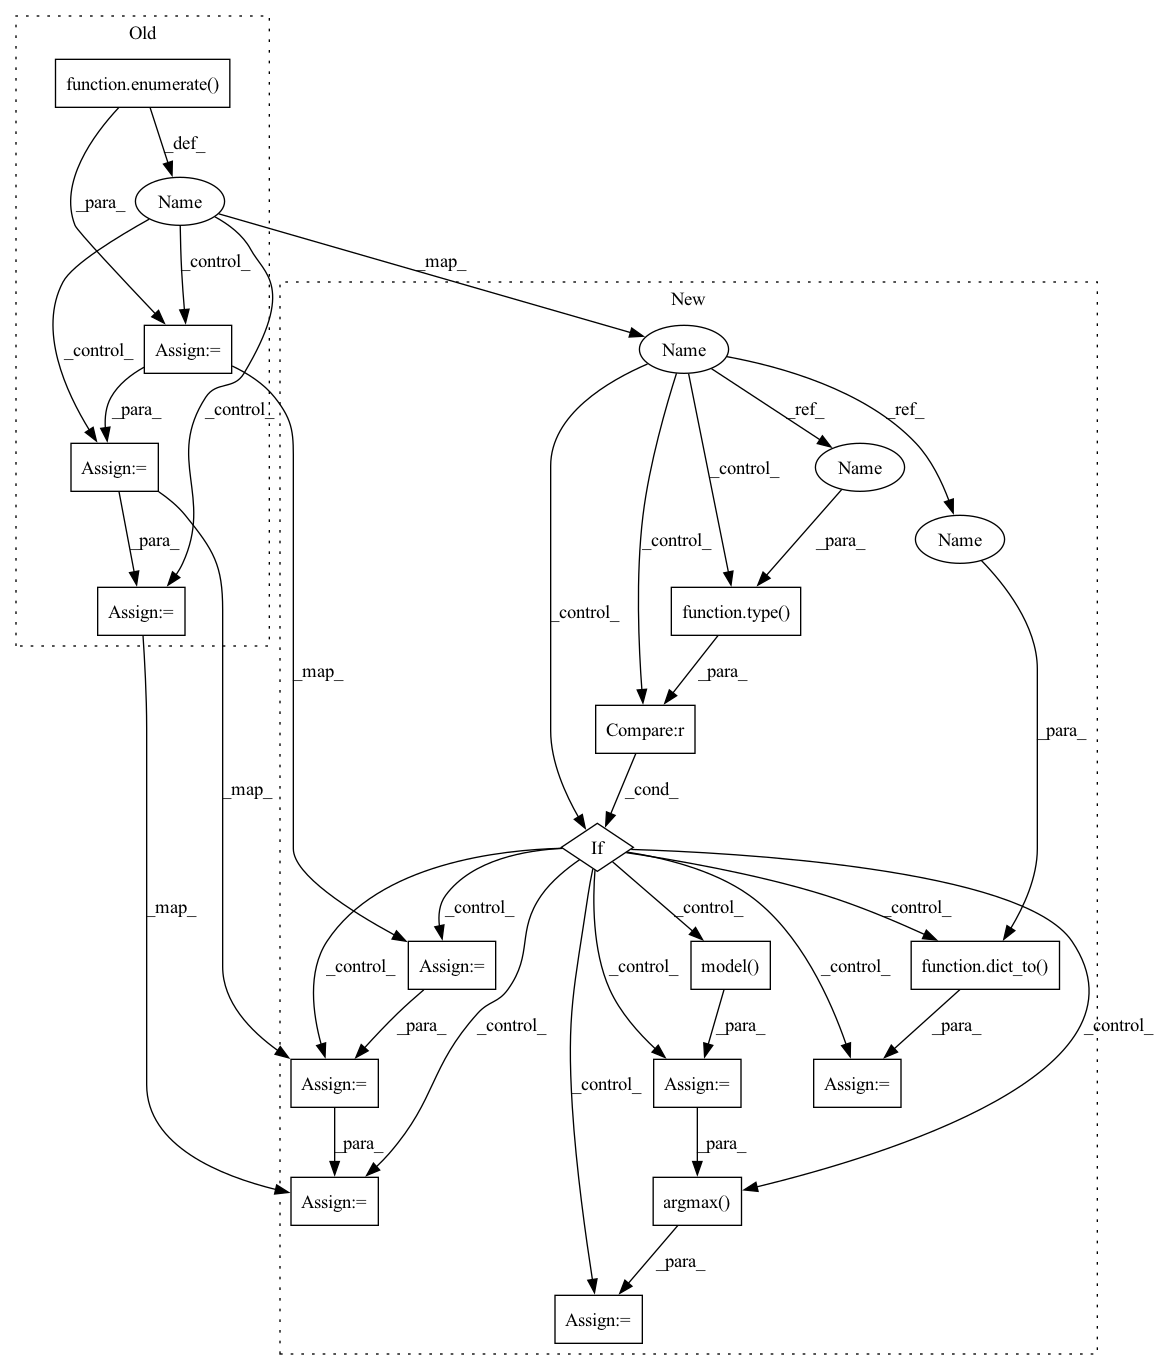 Old
function.enumerate()
_def_
_para_
Name
_control_
_map_
New
Assign:=
Name
_control_
_para_
_control_
_ref_
_ref_
Assign:=
Name
_control_
Name
_para_
_control_
_para_
Assign:=
function.type()
_control_
_map_
_para_
Compare:r
_para_
_map_
_cond_
If
_map_
_control_
_control_
_control_
Assign:=
model()
function.dict_to()
_control_
_control_
_control_
_para_
_control_
_para_
_para_
_control_
Assign:=
Assign:=
Assign:=
_control_
_para_
_para_
Assign:=
argmax()
_para_
Assign:=